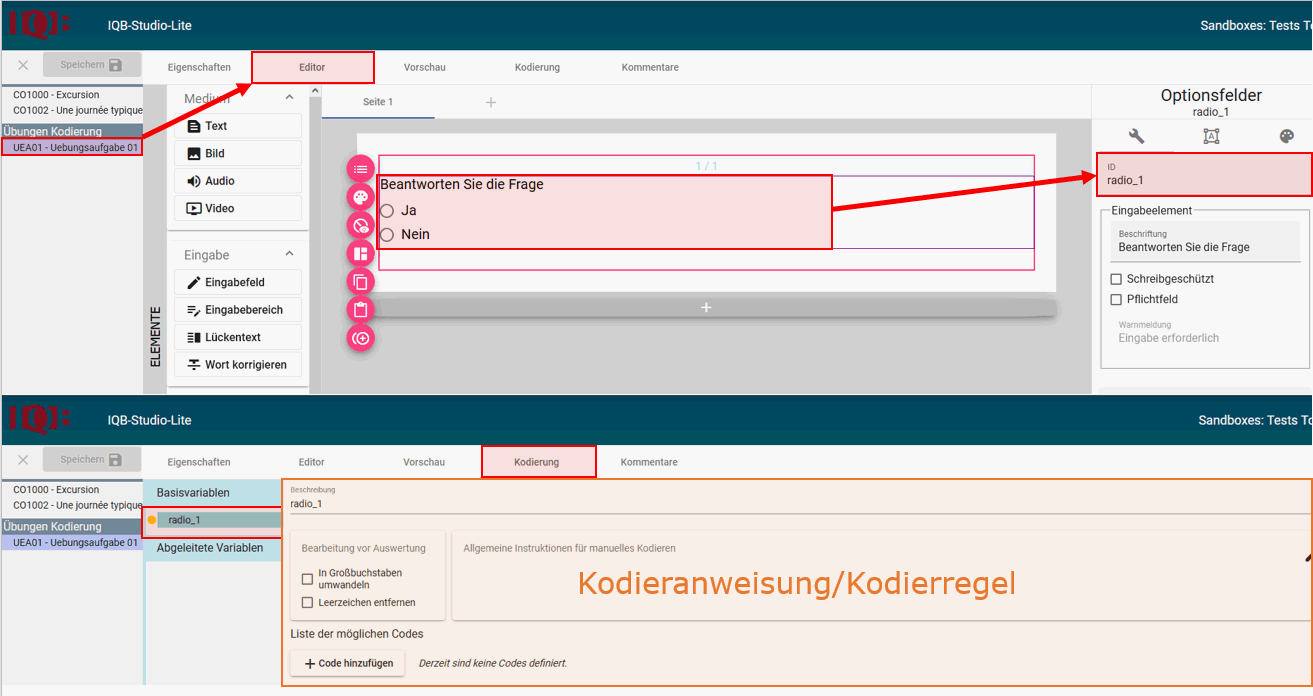 IQB: IQB-Studio-Lite Sandboxes: Tests To
Speichern Eigenschaften Editor Vorschau Kodierung Kommentare
CO1000 - Excursion
CO1002 - Une journée typique
Übungen Kodierung
UEA01 - Uebungsaufgabe 01
ELEMENTE
Medium
Text
Bild
Audio
Video
Eingabe
Eingabefeld
Eingabebereich
Lückentext
Wort korrigieren
Seite 1
1 / 1
Beantworten Sie die Frage
Ja
Nein
Optionsfelder
radio_1
ID
radio_1
Eingabeelement
Beschriftung
Beantworten Sie die Frage
Schreibgeschützt
Pflichtfeld
Warnmeldung
Eingabe erforderlich
IQB: IQB-Studio-Lite Sandboxes: Tests To
Speichern Eigenschaften Editor Vorschau Kodierung Kommentare
CO1000 - Excursion
CO1002 - Une journée typique
Übungen Kodierung
UEA01 - Uebungsaufgabe 01
Basisvariablen
radio_1
Abgeleitete Variablen
Beschreibung
radio_1
Bearbeitung vor Auswertung
In Großbuchstaben
umwandeln
Leerzeichen entfernen
Allgemeine Instruktionen für manuelles Kodieren
Kodieranweisung/Kodierregel
Liste der möglichen Codes
Code hinzufügen Derzeit sind keine Codes definiert.